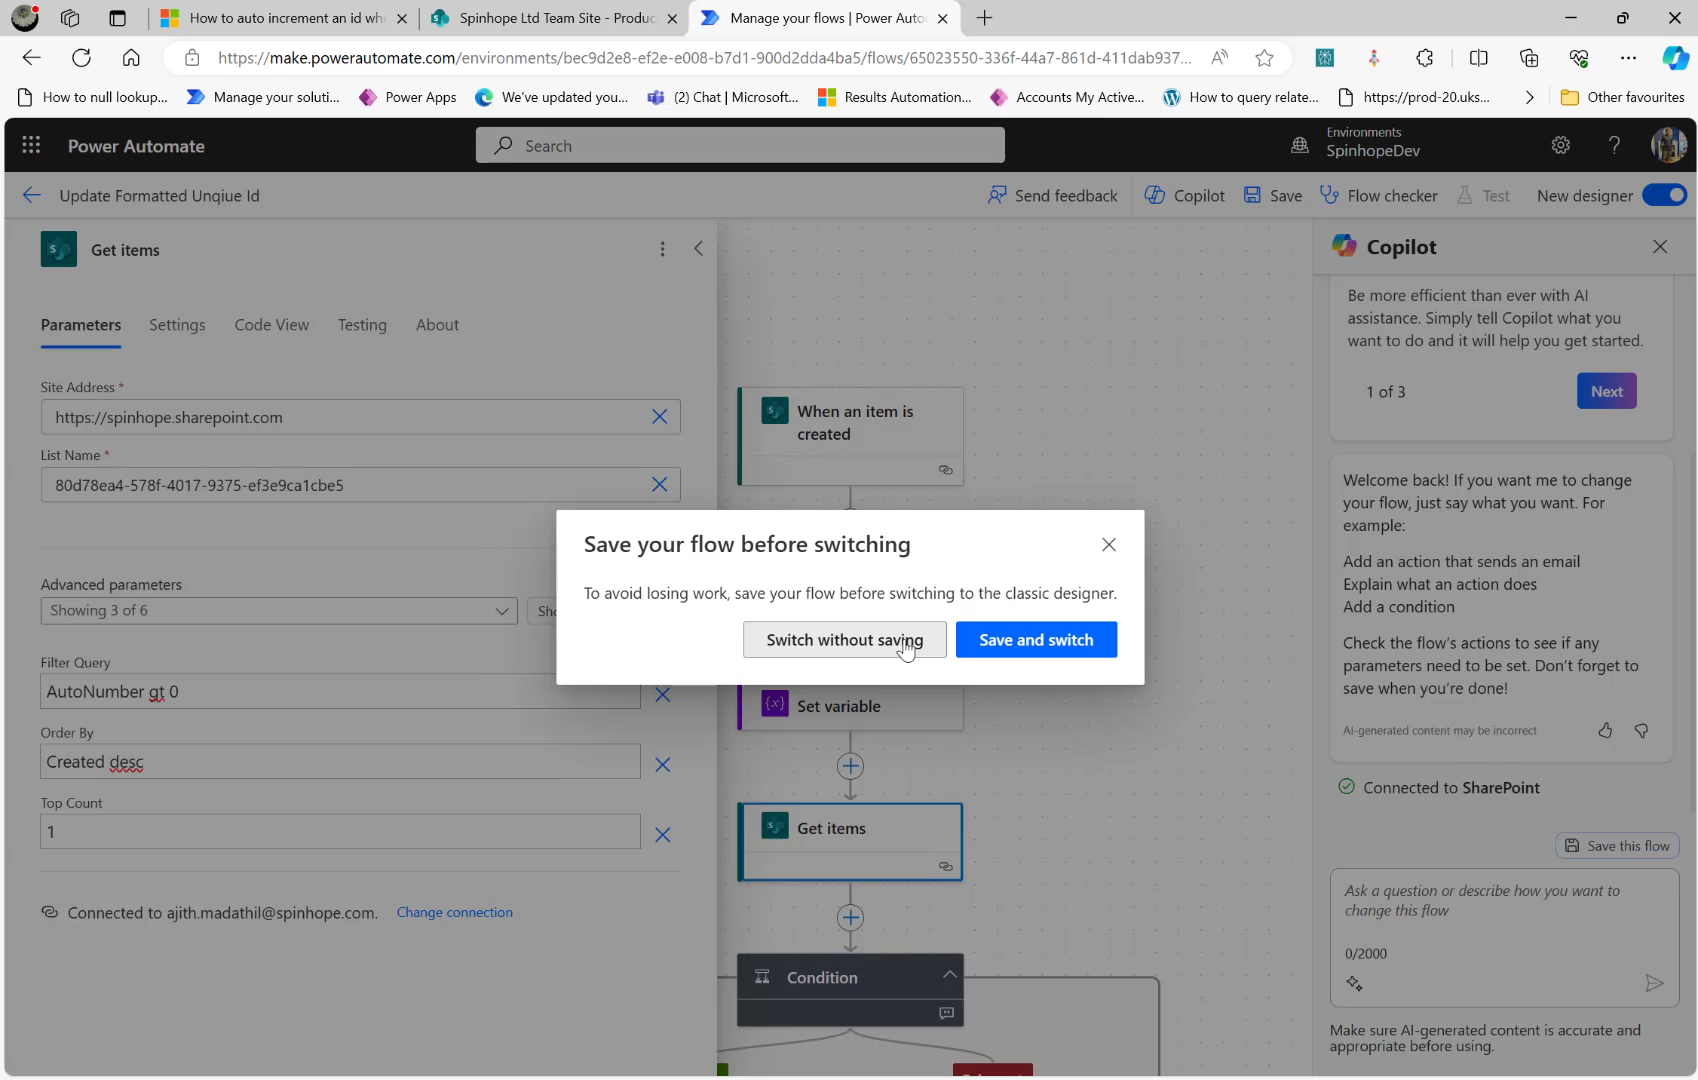 How to auto increment an id whe
Spinhope Ltd Team Site - Produc
Manage your flows | Power Auto
https://make.powerautomate.com/environments/bec9d2e8-ef2e-e008-b7d1-900d2dda4ba5/flows/65023550-336f-44a7-861d-411dab937...
How to null lookup...
Manage your soluti...
Power Apps
We've updated you...
(2) Chat | Microsoft...
Results Automation...
Accounts My Active...
How to query relate...
https://prod-20.uks...
Other favourites
Power Automate
Search
Environments
SpinhopeDev
Update Formatted Unqiue Id
Send feedback
Copilot
Save
Flow checker
Test
New designer
Get items
Parameters
Settings
Code View
Testing
About
Site Address *
https://spinhope.sharepoint.com
List Name *
80d78ea4-578f-4017-9375-ef3e9ca1cbe5
Advanced parameters
Showing 3 of 6
Sho
Filter Query
AutoNumber gt 0
Order By
Created desc
Top Count
1
Connected to ajith.madathil@spinhope.com.
Change connection
When an item is
created
Save your flow before switching
To avoid losing work, save your flow before switching to the classic designer.
Switch without saving
Save and switch
{x}
Set variable
Get items
Condition
Copilot
Be more efficient than ever with AI
assistance. Simply tell Copilot what you
want to do and it will help you get started.
1 of 3
Next
Welcome back! If you want me to change
your flow, just say what you want. For
example:
Add an action that sends an email
Explain what an action does
Add a condition
Check the flow's actions to see if any
parameters need to be set. Don't forget to
save when you're done!
AI-generated content may be incorrect
Connected to SharePoint
Save this flow
Ask a question or describe how you want to
change this flow
0/2000
Make sure AI-generated content is accurate and
appropriate before using.